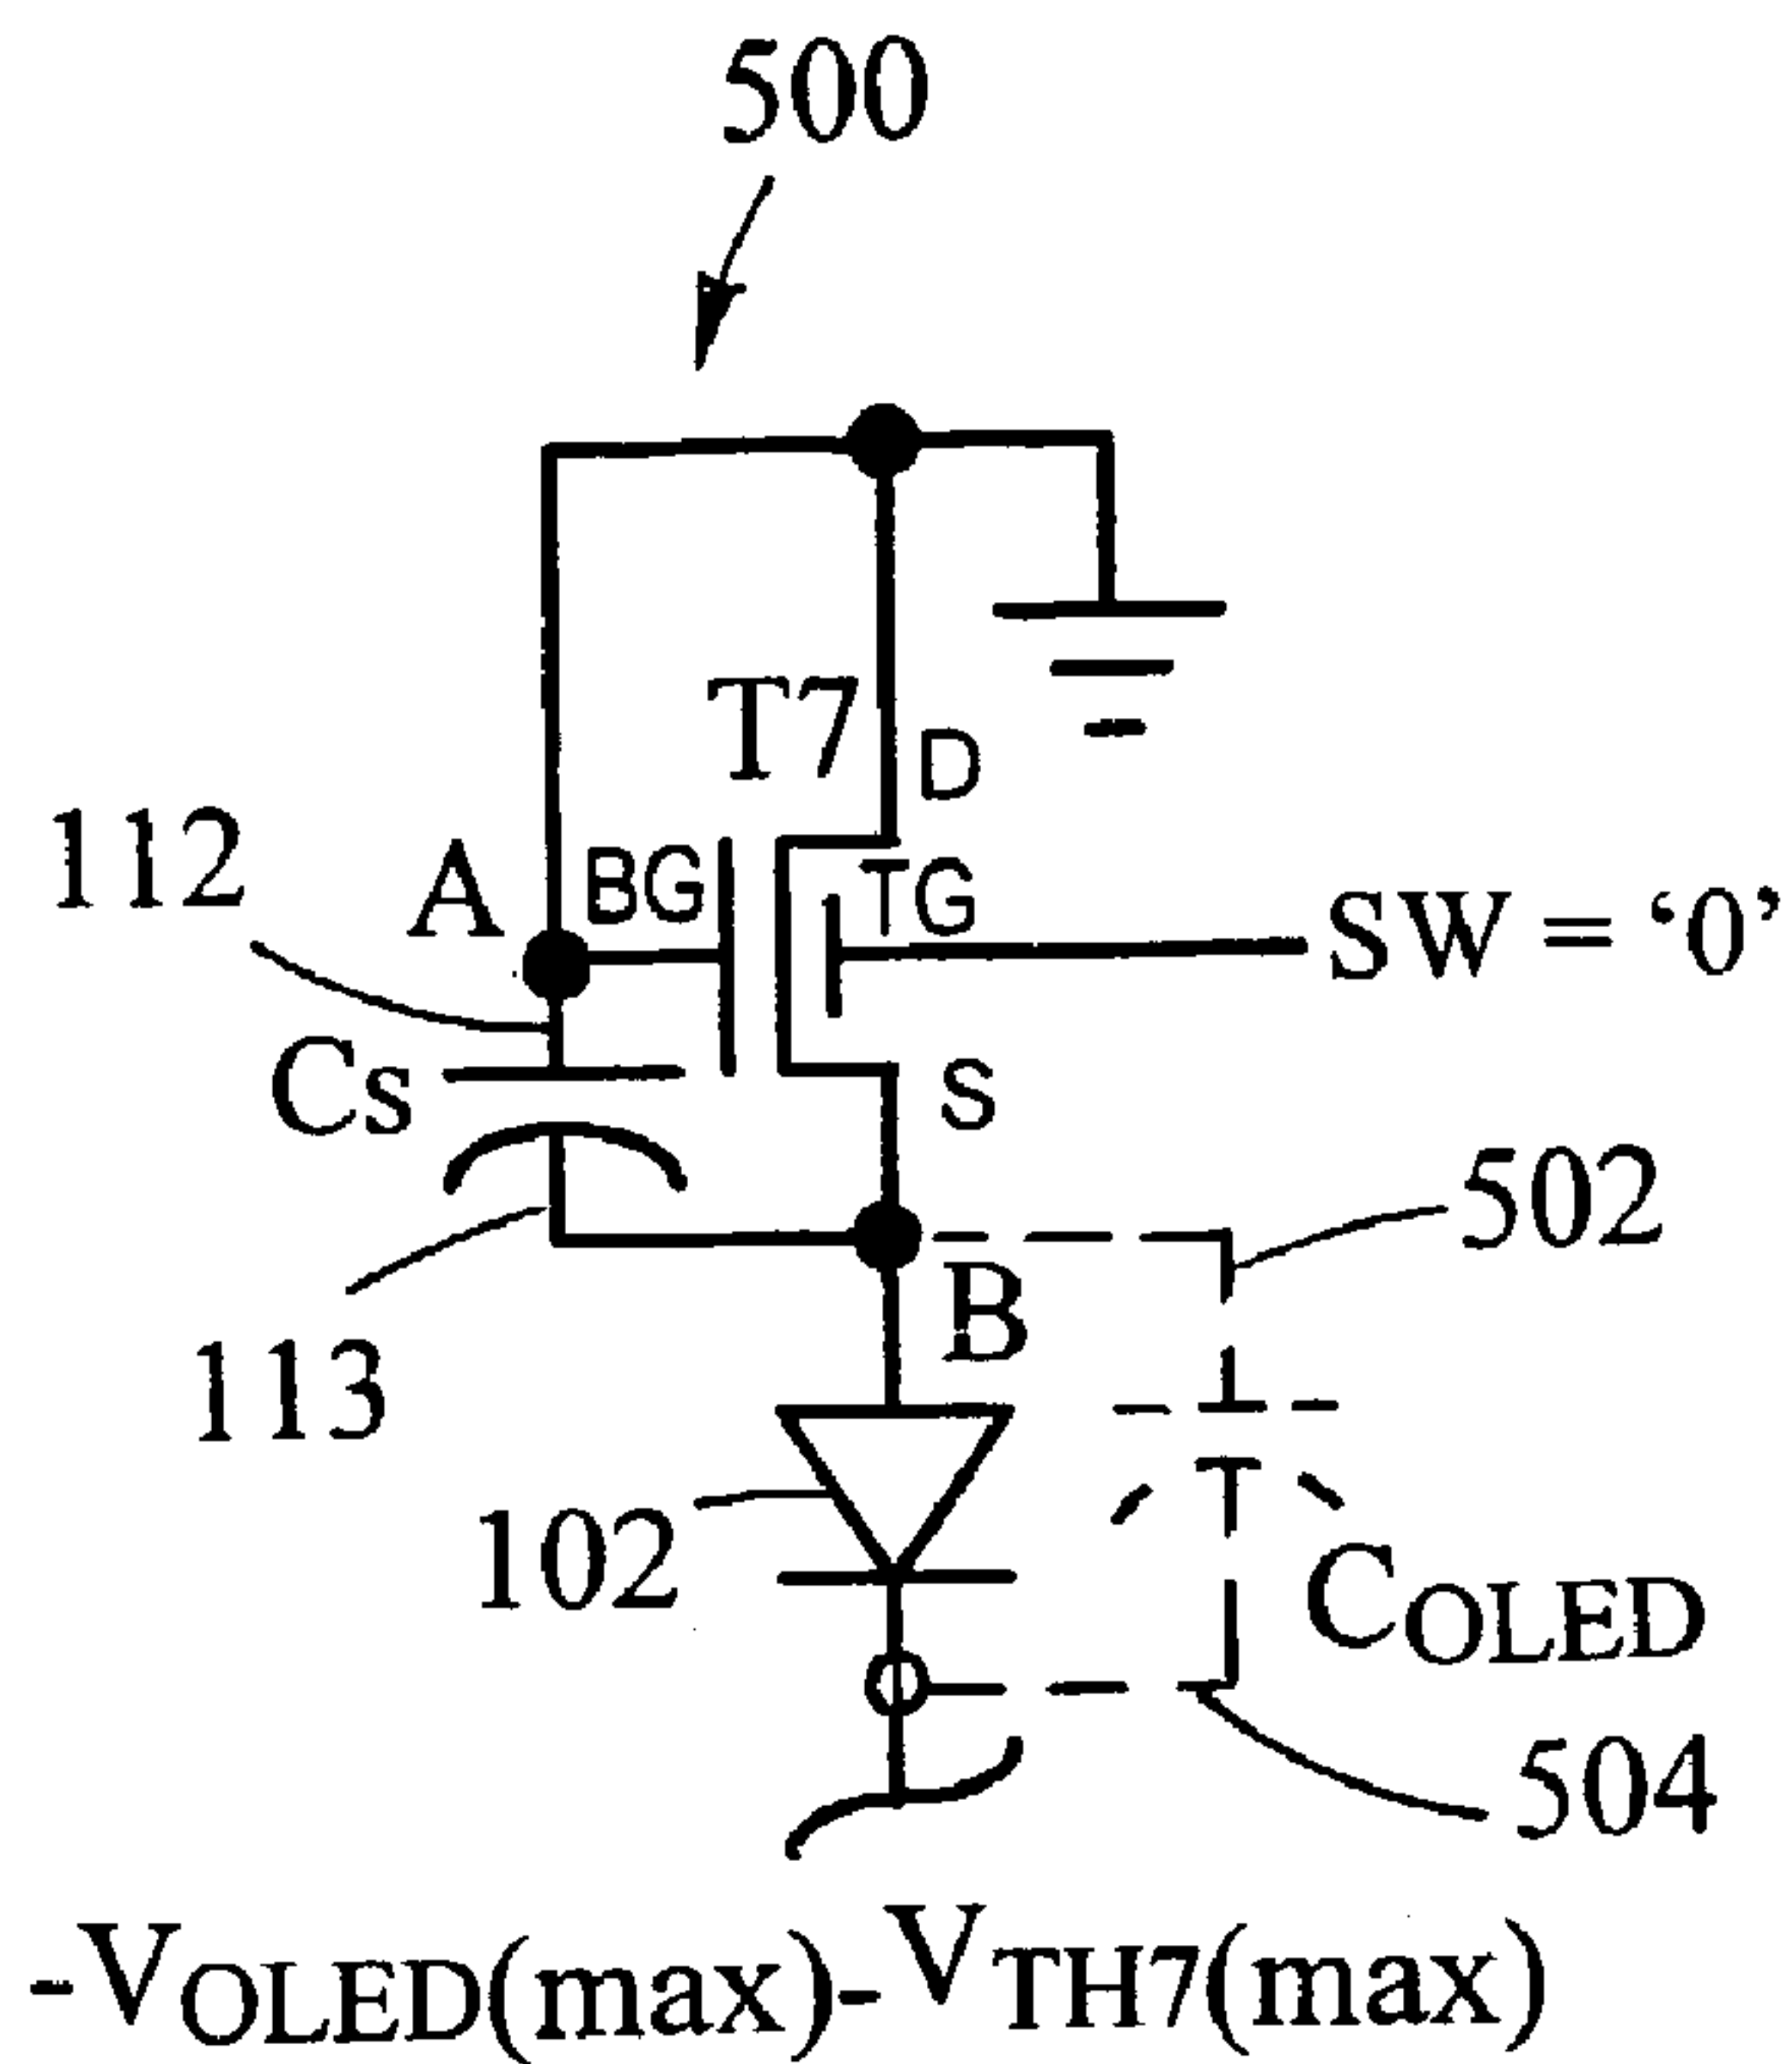 500
T7
D
112
A
BG
TG
SW = ‘0’
Cs
S
502
B
113
102
COLED
504
-VOLED(max)-VTH7(max)